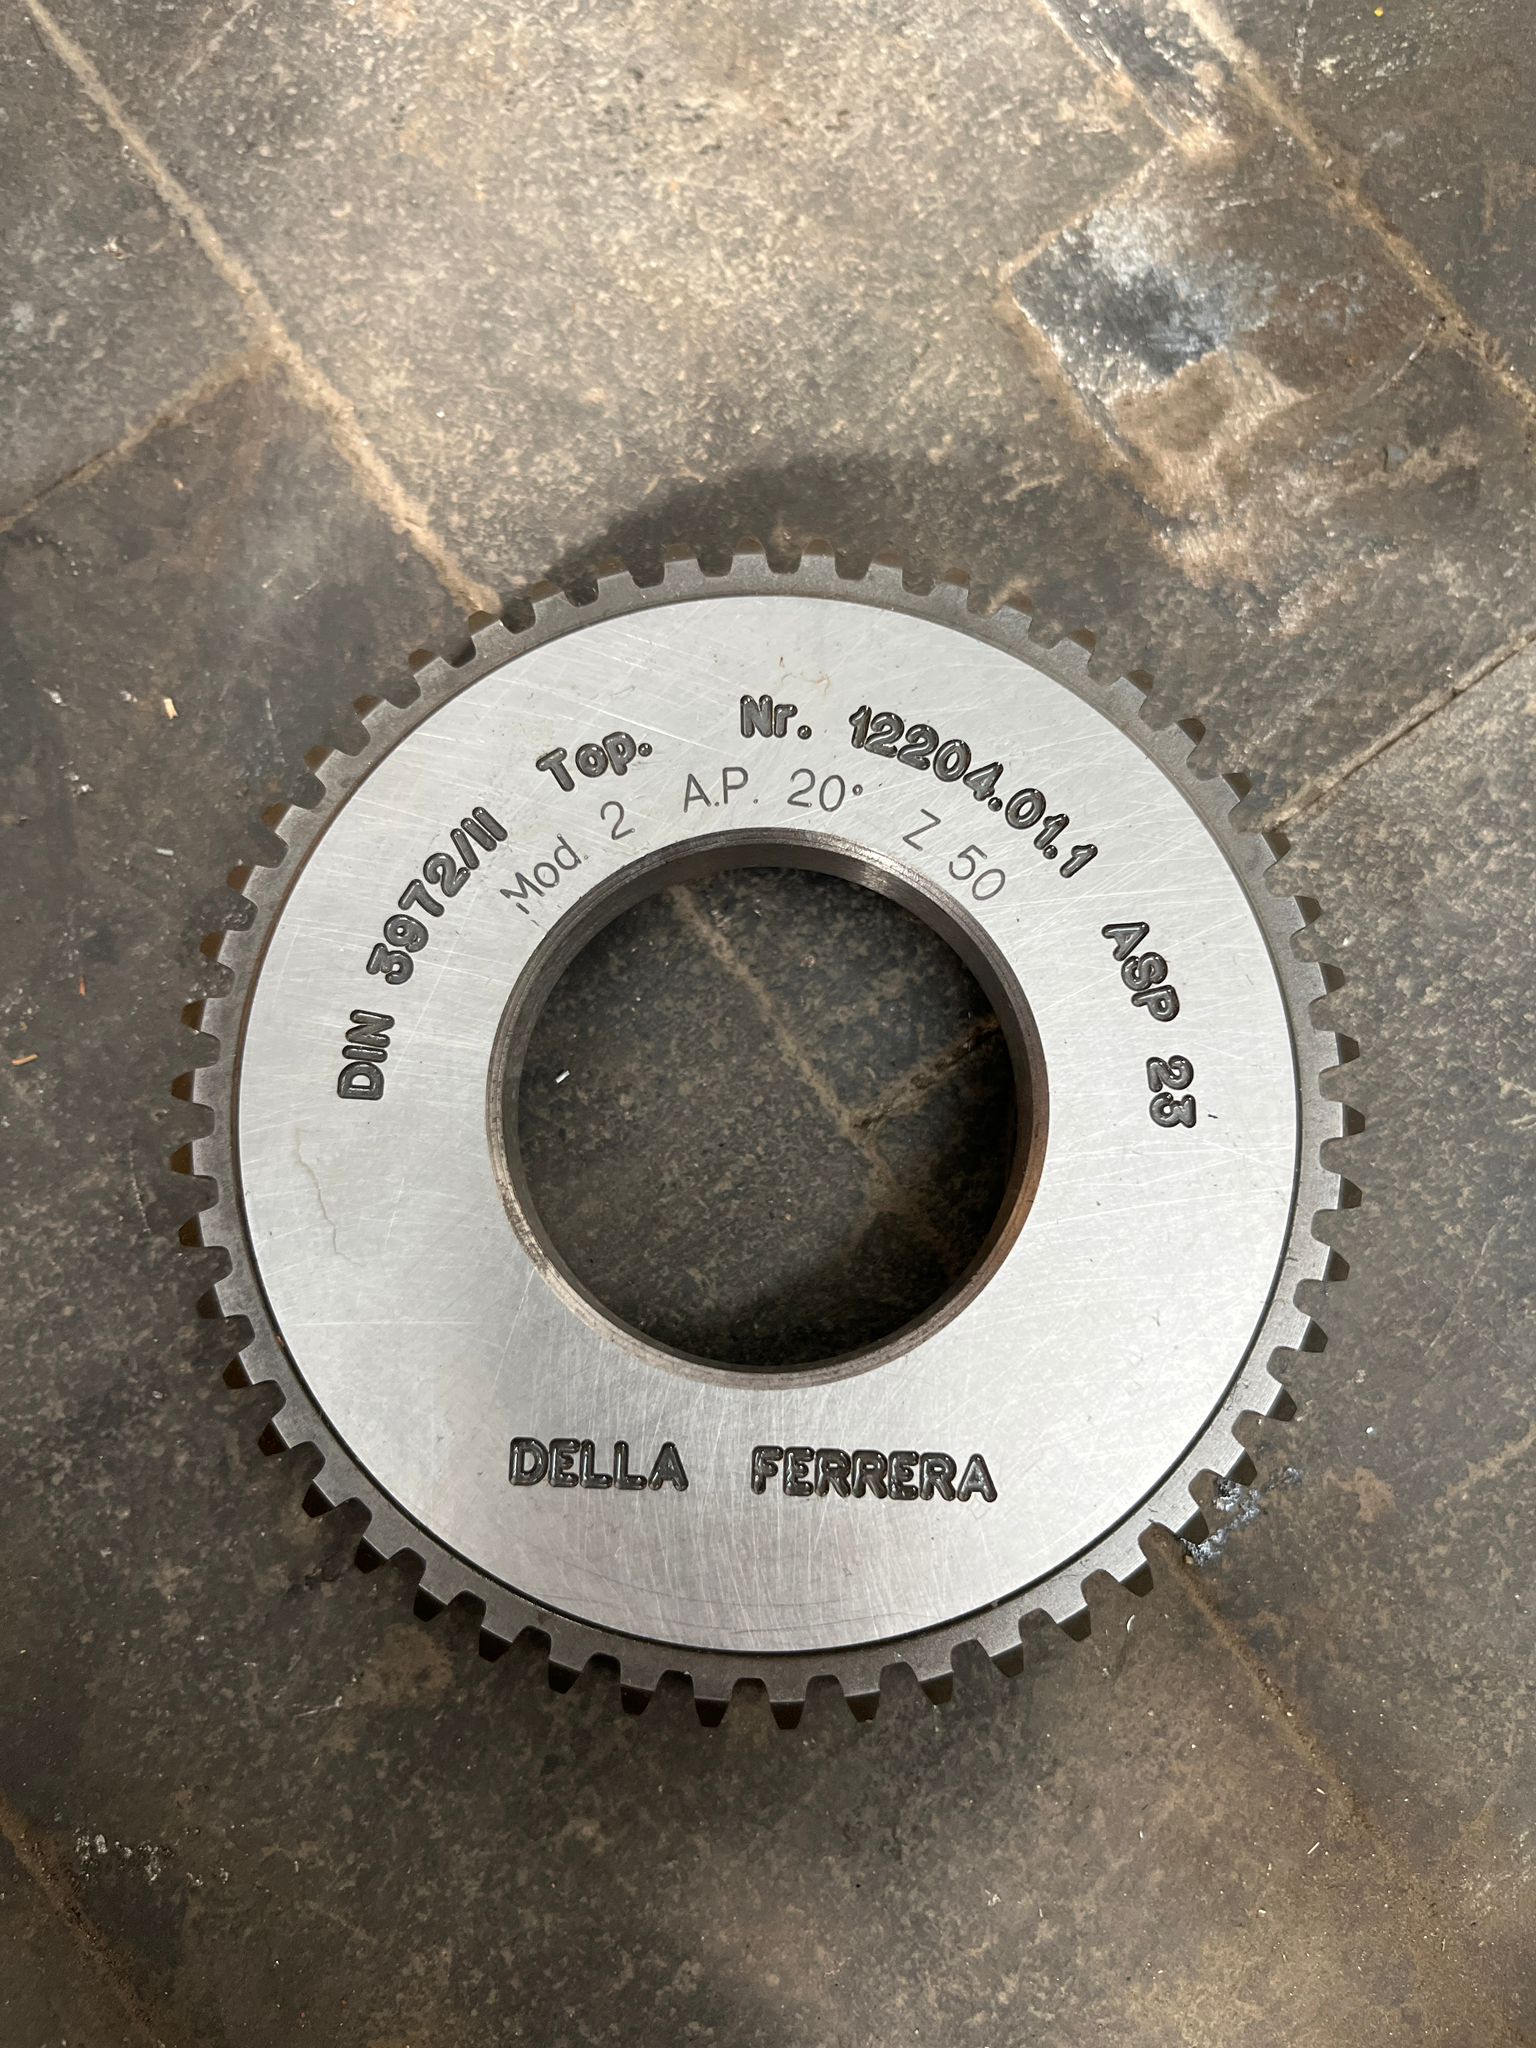 DIN 3972/II Top. Nr. 12204.01.1 ASP 23
Mod. 2 A.P. 20° Z 50
DELLA FERRERA